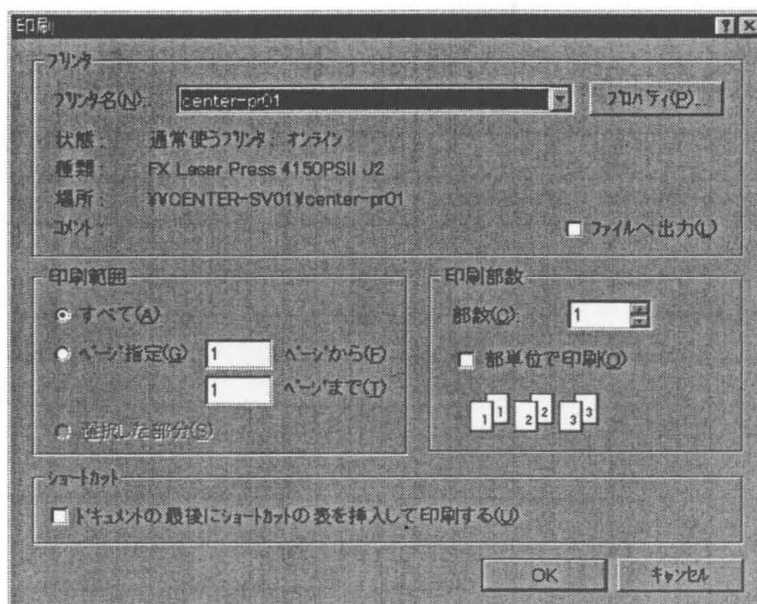 印刷
プリンタ
プリンタ名(N): center-pr01 プロパティ(P)...
状態: 通常使うプリンタ: オンライン
種類: FX Laser Press 4150PSII J2
場所: ¥¥CENTER-SV01¥center-pr01
コメント:
ファイルへ出力(L)
印刷範囲
すべて(A)
ページ指定(G) 1 ページから(F)
1 ページまで(T)
選択した部分(S)
印刷部数
部数(C): 1
部単位で印刷(O)
1 1 2 2 3 3
ショートカット
ドキュメントの最後にショートカットの表を挿入して印刷する(U)
OK キャンセル